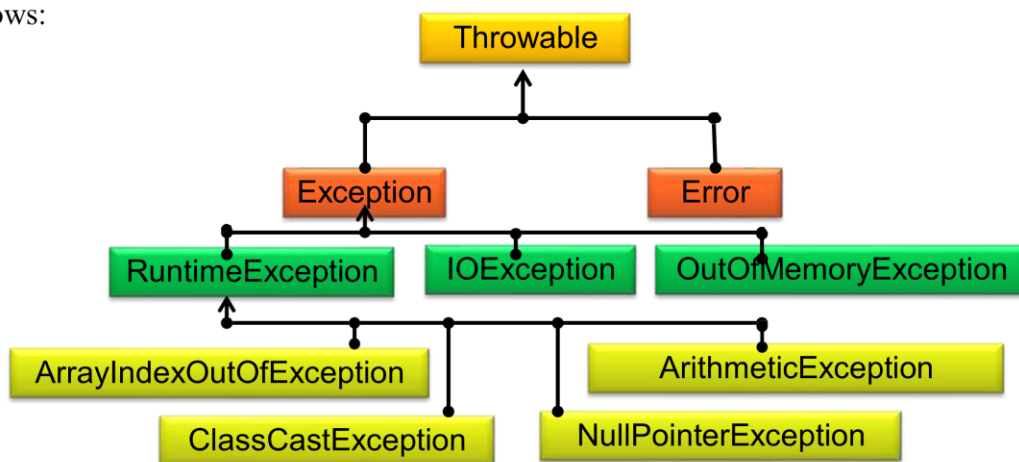 ows:
Throwable
Exception
Error
RuntimeException
IOException
OutOfMemoryException
ArrayIndexOutOfException
ArithmeticException
ClassCastException
NullPointerException